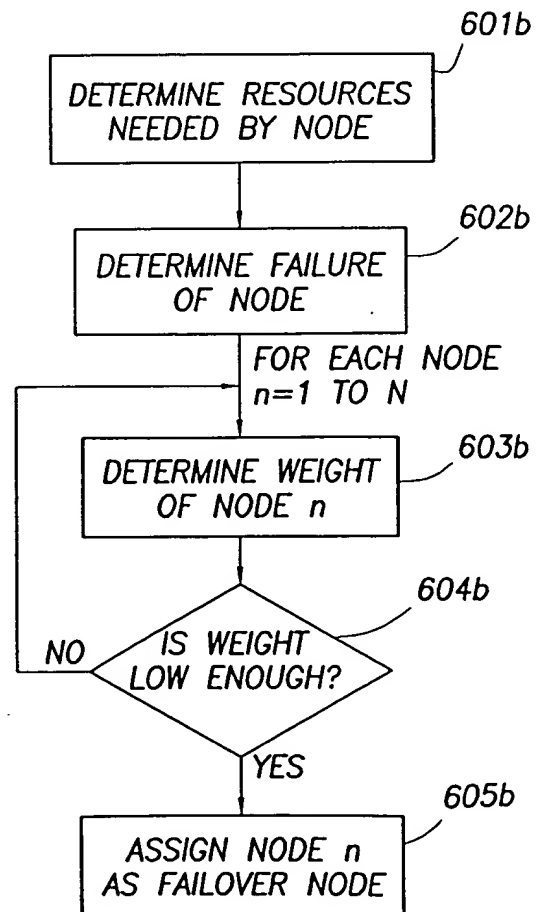 601b
DETERMINE RESOURCES
NEEDED BY NODE
602b
DETERMINE FAILURE
OF NODE
FOR EACH NODE
n=1 TO N
603b
DETERMINE WEIGHT
OF NODE n
604b
IS WEIGHT
LOW ENOUGH?
NO
YES
605b
ASSIGN NODE n
AS FAILOVER NODE